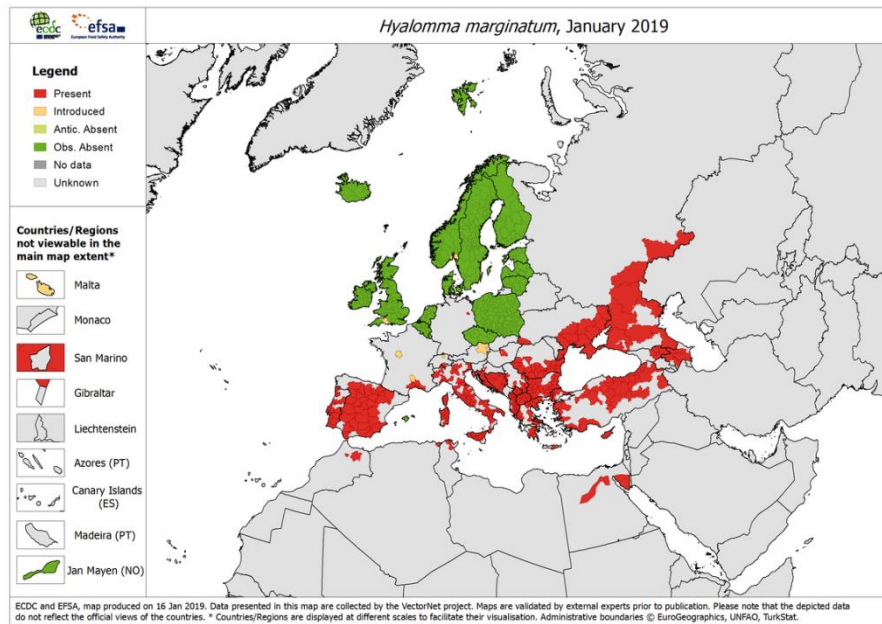 ecdc
efsa
European Food Safety Authority
Hyalomma marginatum, January 2019
Legend
Present
Introduced
Antic. Absent
Obs. Absent
No data
Unknown
Countries/Regions
not viewable in the
main map extent*
Malta
Monaco
San Marino
Gibraltar
Liechtenstein
Azores (PT)
Canary Islands
(ES)
Madeira (PT)
Jan Mayen (NO)
ECDC and EFSA, map produced on 16 Jan 2019. Data presented in this map are collected by the VectorNet project. Maps are validated by external experts prior to publication. Please note that the depicted data
do not reflect the official views of the countries. * Countries/Regions are displayed at different scales to facilitate their visualisation. Administrative boundaries © EuroGeographics, UNFAO, TurkStat.